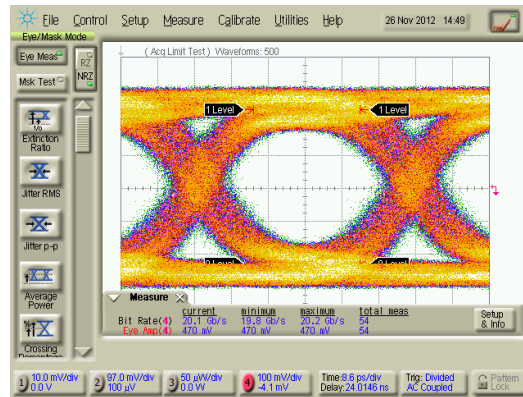 File Control Setup Measure Calibrate Utilities Help 26 Nov 2012 14:49
Eye/Mask Mode
Eye Meas
RZ
NRZ
Msk Test
( Acq Limit Test ) Waveforms: 500
1 Level
1 Level
Extinction
Ratio
Jitter RMS
Jitter p-p
Average
Power
Crossing
Measure
current minimum maximum total meas
Bit Rate(4) 20.1 Gb/s 19.8 Gb/s 20.2 Gb/s 54
Eye Amp(4) 470 mV 470 mV 470 mV 54
Setup
& Info
1) 10.0 mV/div
0.0 V
2) 97.0 mV/div
100 µV
3) 50 µW/div
0.0 W
4) 100 mV/div
-4.1 mV
Time:8.6 ps/div
Delay:24.0146 ns
Trig: Divided
AC Coupled
Pattern
Lock